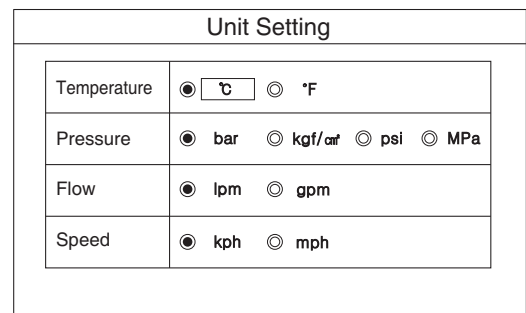 Unit Setting
Temperature ℃ °F
Pressure bar kgf/㎠ psi MPa
Flow lpm gpm
Speed kph mph